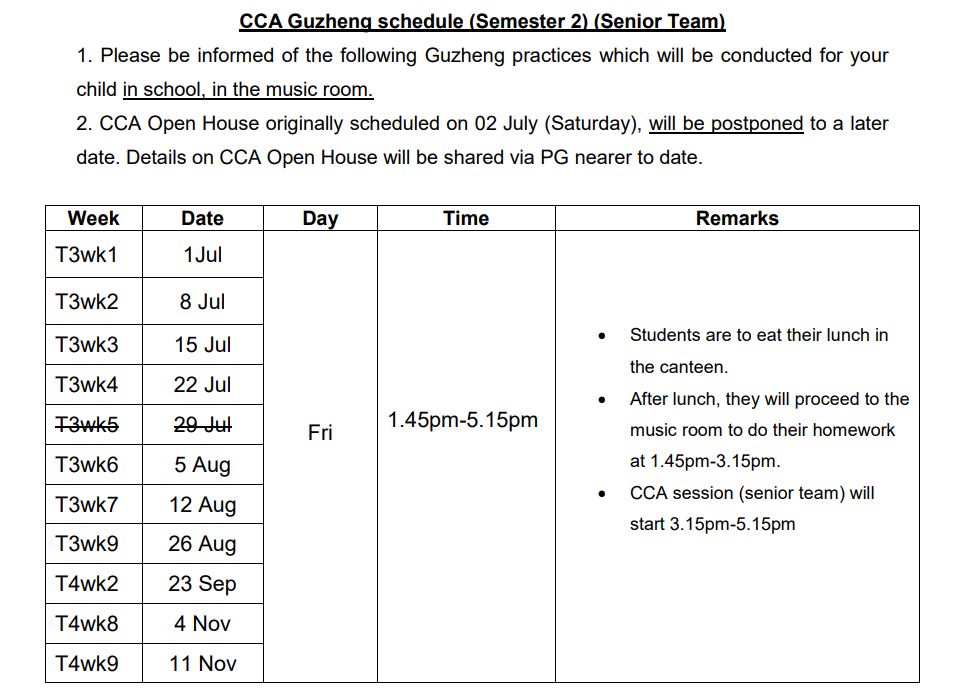 CCA Guzheng schedule (Semester 2) (Senior Team)
1. Please be informed of the following Guzheng practices which will be conducted for your
child in school, in the music room.
2. CCA Open House originally scheduled on 02 July (Saturday), will be postponed to a later
date. Details on CCA Open House will be shared via PG nearer to date.
Week Date Day Time Remarks
T3wk1 1Jul
T3wk2 8 Jul
T3wk3 15 Jul
T3wk4 22 Jul
T3wk5 29 Jul
T3wk6 5 Aug
T3wk7 12 Aug
T3wk9 26 Aug
T4wk2 23 Sep
T4wk8 4 Nov
T4wk9 11 Nov
Fri
1.45pm-5.15pm
• Students are to eat their lunch in
the canteen.
• After lunch, they will proceed to the
music room to do their homework
at 1.45pm-3.15pm.
• CCA session (senior team) will
start 3.15pm-5.15pm